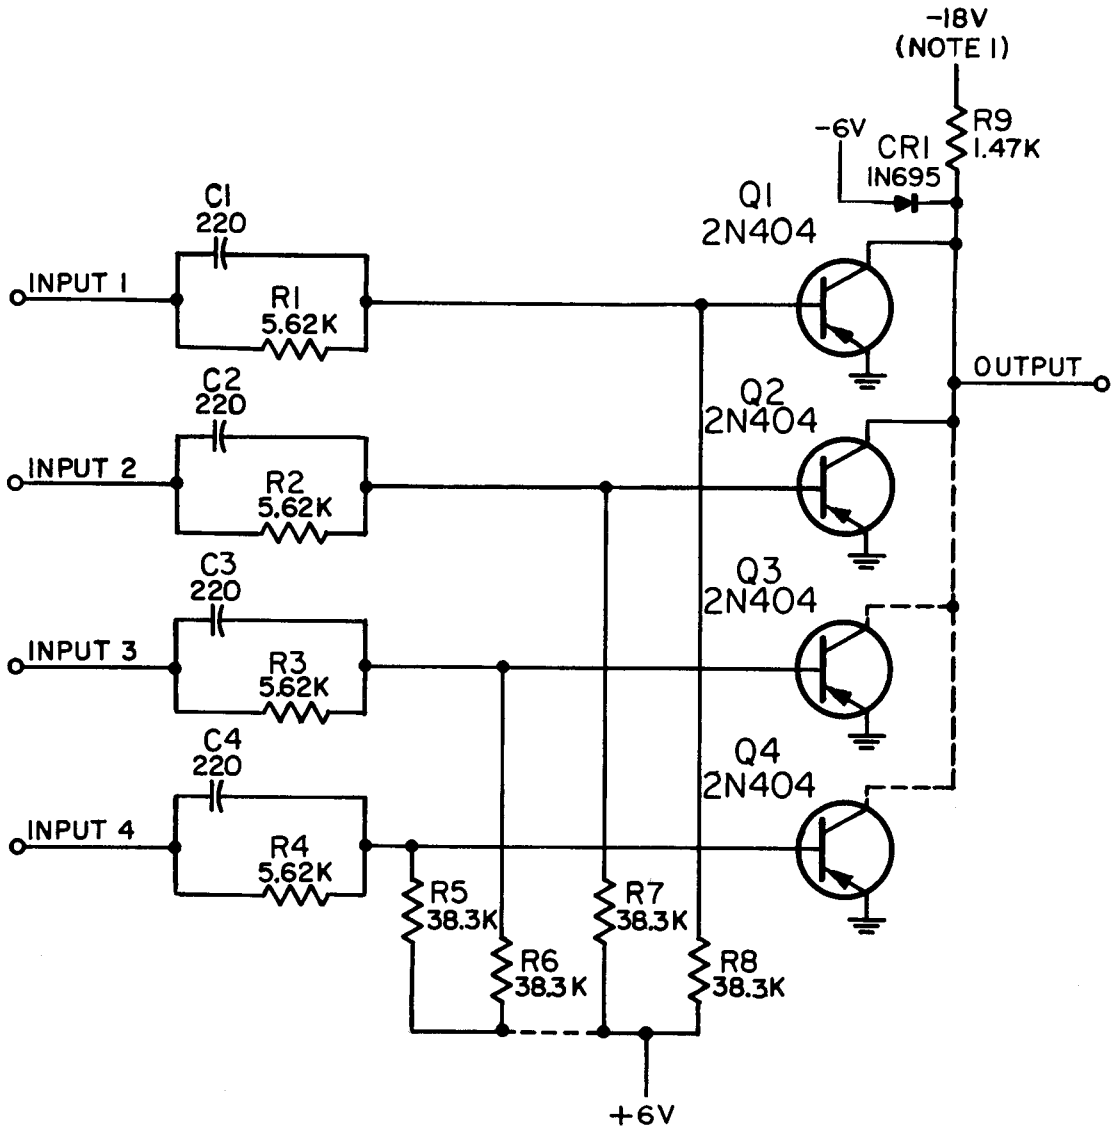 -18V
(NOTE 1)
R9
1.47K
-6V
CR1
1N695
C1
220
Q1
2N404
INPUT 1
R1
5.62K
OUTPUT
C2
220
Q2
2N404
INPUT 2
R2
5.62K
C3
220
Q3
2N404
INPUT 3
R3
5.62K
C4
220
Q4
2N404
INPUT 4
R4
5.62K
R5
38.3K
R7
38.3K
R6
38.3K
R8
38.3K
+6V